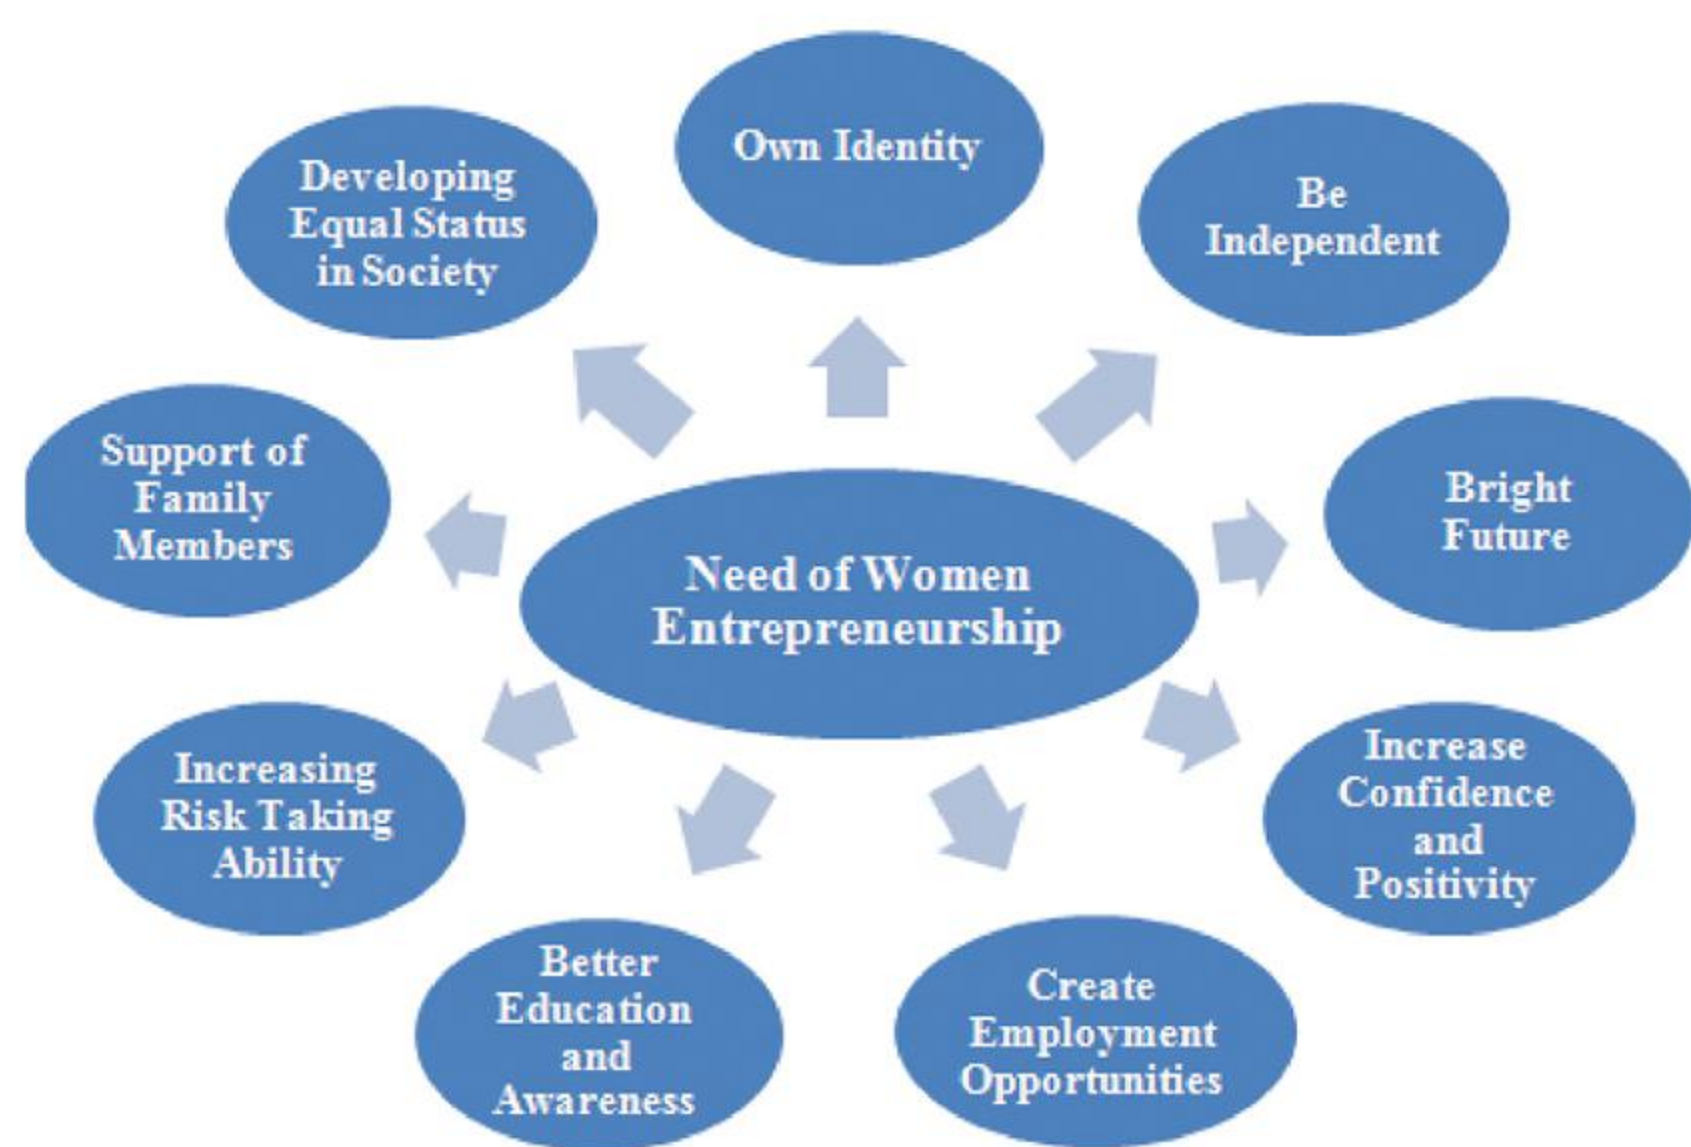 Own Identity
Be
Independent
Bright
Future
Increase
Confidence
and
Positivity
Create
Employment
Opportunities
Better
Education
and
Awareness
Increasing
Risk Taking
Ability
Support of
Family
Members
Developing
Equal Status
in Society
Need of Women
Entrepreneurship